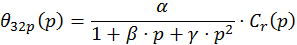 θ₃₂ₚ(p) = α / (1 + β · p + γ · p²) · Cᵣ(p)